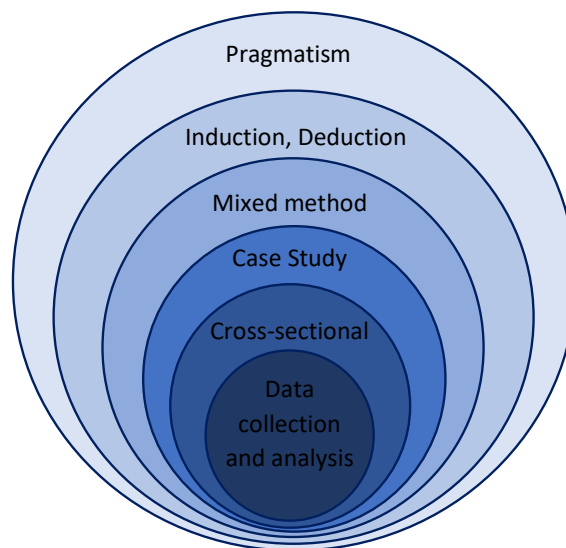 Pragmatism
Induction, Deduction
Mixed method
Case Study
Cross-sectional
Data
collection
and analysis